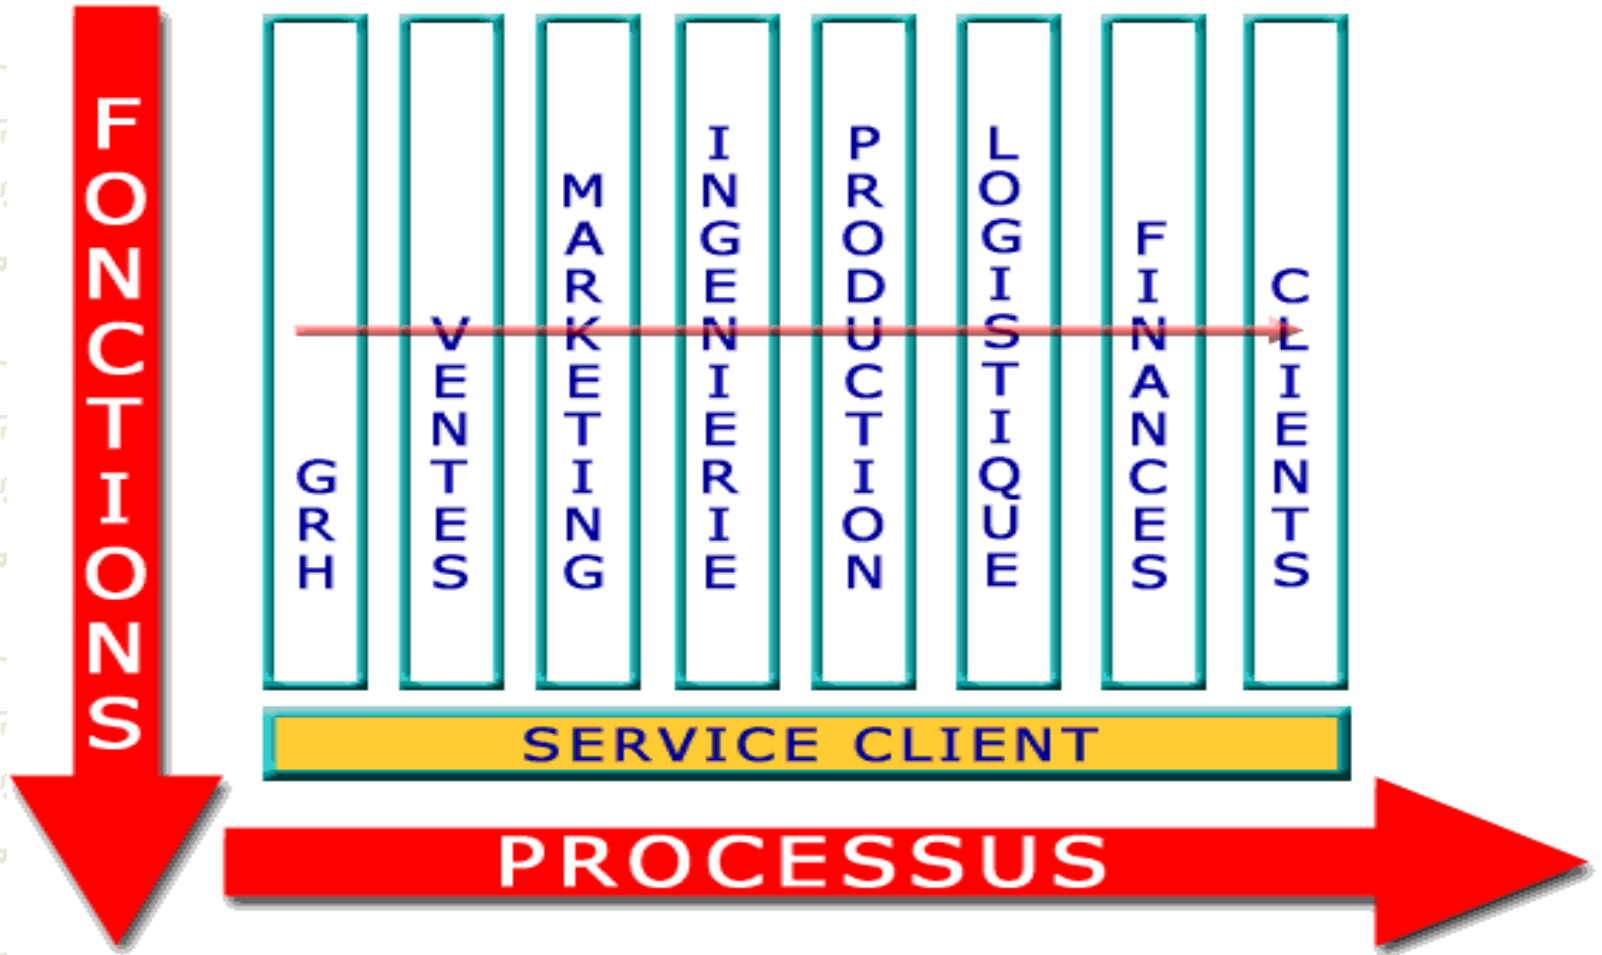 FONCTIONS
GRH
VENTES
MARKETING
INGENIERIE
PRODUCTION
LOGISTIQUE
FINANCES
CLIENTS
SERVICE CLIENT
PROCESSUS